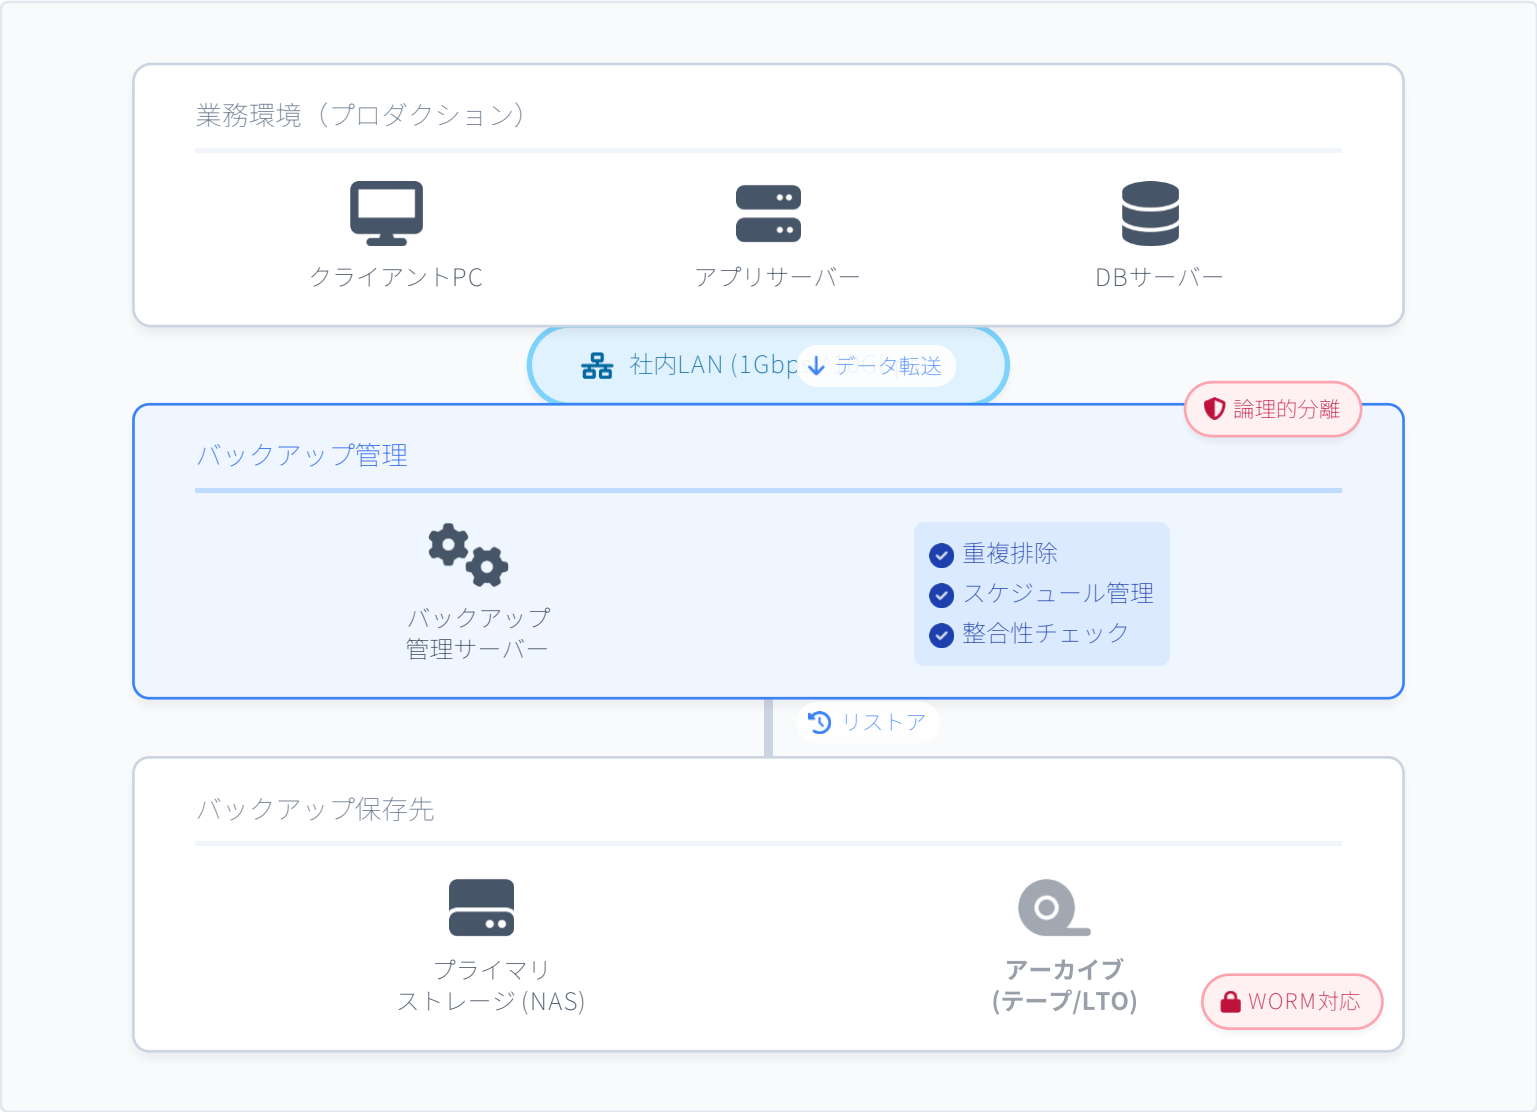 業務環境（プロダクション）
クライアントPC
アプリサーバー
DBサーバー
社内LAN (1Gbps
データ転送
論理的分離
バックアップ管理
バックアップ
管理サーバー
重複排除
スケジュール管理
整合性チェック
リストア
バックアップ保存先
プライマリ
ストレージ (NAS)
アーカイブ
(テープ/LTO)
WORM対応